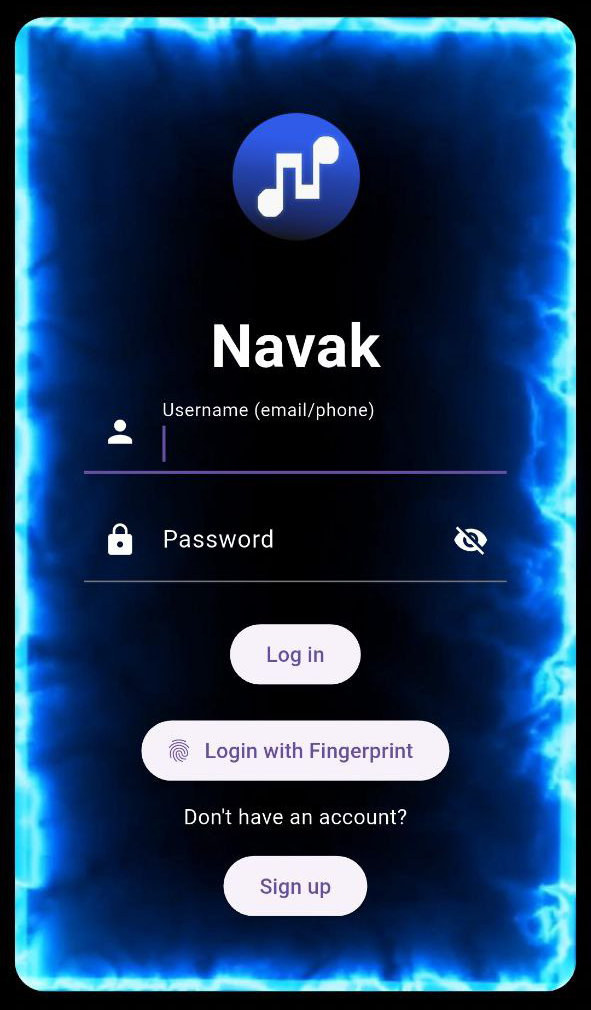 Navak
Username (email/phone)
Password
Log in
Login with Fingerprint
Don't have an account?
Sign up